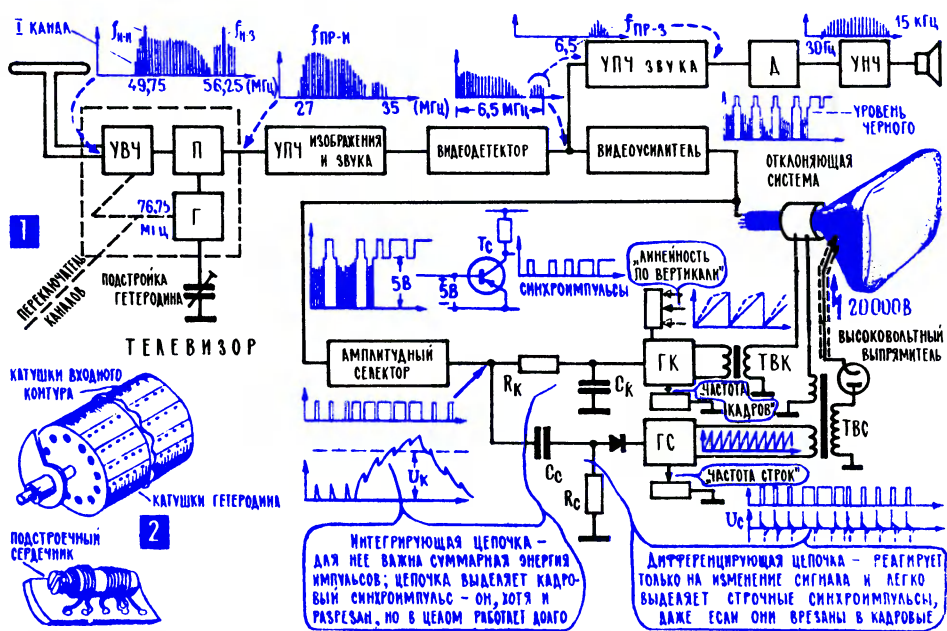 I КАНАЛ
fн-и
fн-з
49,75
56,25 (МГц)
fпр-и
27
35
(МГц)
6,5 МГц
6,5
fпр-з
УПЧ ЗВУКА
Д
30Гц
15 кГц
УНЧ
УРОВЕНЬ
ЧЕРНОГО
УВЧ
П
УПЧ
ИЗОБРАЖЕНИЯ
И ЗВУКА
ВИДЕОДЕТЕКТОР
ВИДЕОУСИЛИТЕЛЬ
ОТКЛОНЯЮЩАЯ
СИСТЕМА
76,75
МГЦ
Г
1
ПЕРЕКЛЮЧАТЕЛЬ
КАНАЛОВ
ПОДСТРОЙКА
ГЕТЕРОДИНА
ТЕЛЕВИЗОР
5В
5В
Тс
СИНХРОИМПУЛЬСЫ
„ЛИНЕЙНОСТЬ
ПО ВЕРТИКАЛИ"
20000В
ВЫСОКОВОЛЬТНЫЙ
ВЫПРЯМИТЕЛЬ
АМПЛИТУДНЫЙ
СЕЛЕКТОР
Rк
Cк
ГК
ТВК
„ЧАСТОТА
КАДРОВ"
Cс
Rс
ГС
ТВС
„ЧАСТОТА СТРОК"
Uк
Uс
КАТУШКИ ВХОДНОГО
КОНТУРА
КАТУШКИ ГЕТЕРОДИНА
2
ПОДСТРОЕЧНЫЙ
СЕРДЕЧНИК
ИНТЕГРИРУЮЩАЯ ЦЕПОЧКА –
ДЛЯ НЕЕ ВАЖНА СУММАРНАЯ ЭНЕРГИЯ
ИМПУЛЬСОВ; ЦЕПОЧКА ВЫДЕЛЯЕТ КАДРО-
ВЫЙ СИНХРОИМПУЛЬС – ОН, ХОТЯ И
РАЗРЕЗАН, НО В ЦЕЛОМ РАБОТАЕТ ДОЛГО
ДИФФЕРЕНЦИРУЮЩАЯ ЦЕПОЧКА – РЕАГИРУЕТ
ТОЛЬКО НА ИЗМЕНЕНИЕ СИГНАЛА И ЛЕГКО
ВЫДЕЛЯЕТ СТРОЧНЫЕ СИНХРОИМПУЛЬСЫ,
ДАЖЕ ЕСЛИ ОНИ ВРЕЗАНЫ В КАДРОВЫЕ